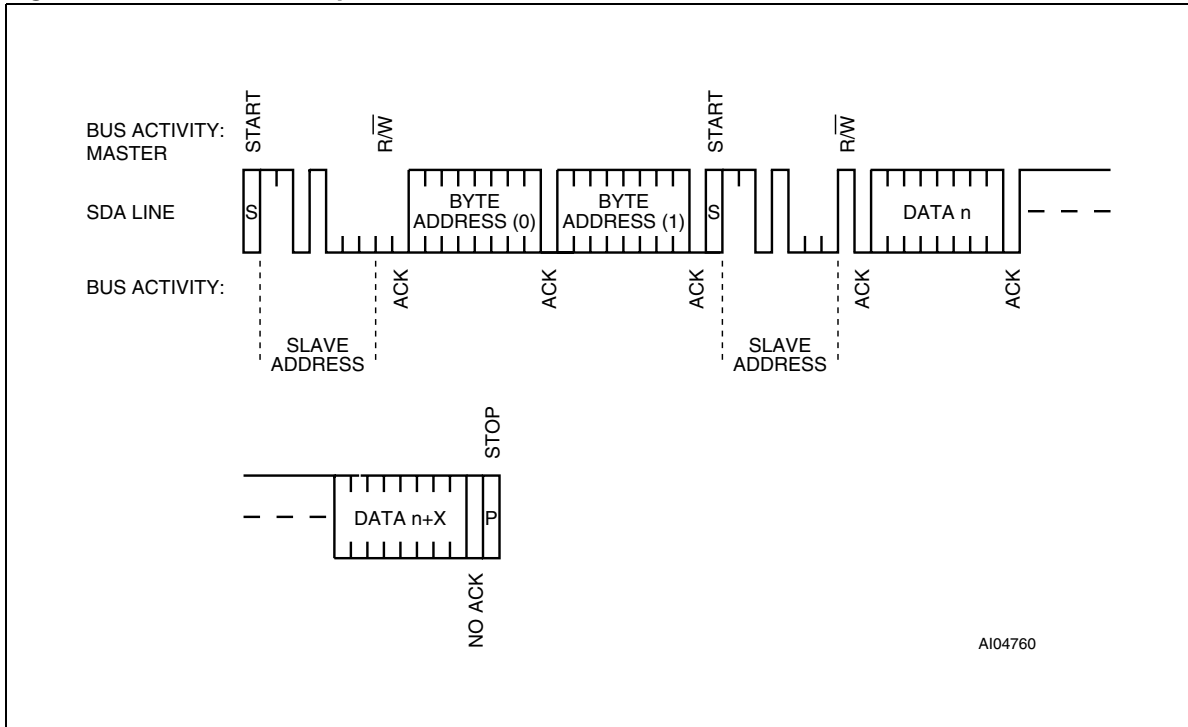 START
R/W
START
R/W
BUS ACTIVITY:
MASTER
SDA LINE
S
BYTE
ADDRESS (0)
BYTE
ADDRESS (1)
S
DATA n
BUS ACTIVITY:
ACK
ACK
ACK
ACK
ACK
SLAVE
ADDRESS
SLAVE
ADDRESS
STOP
DATA n+X
P
NO ACK
AI04760